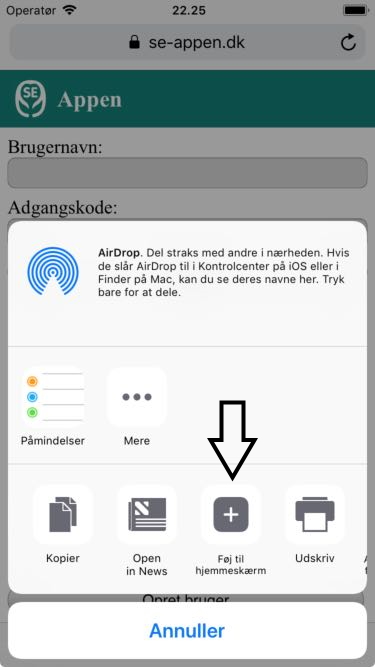 Operatør 22.25
se-appen.dk
SE Appen
Brugernavn:
Adgangskode:
AirDrop. Del straks med andre i nærheden. Hvis
de slår AirDrop til i Kontrolcenter på iOS eller i
Finder på Mac, kan du se deres navne her. Tryk
bare for at dele.
Påmindelser Mere
Kopier Open
in News Føj til
hjemmeskærm Udskriv
Opret bruger
Annuller